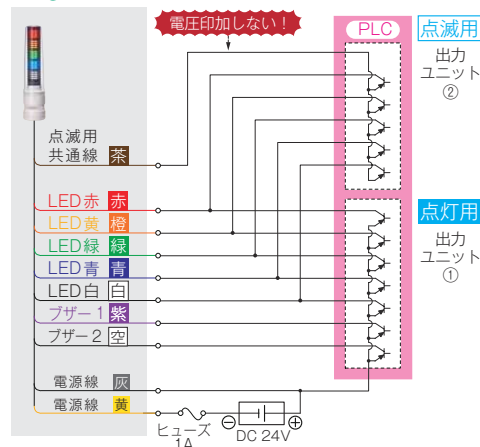 電圧印加しない！
PLC
点滅用
出力
ユニット
②
点滅用
共通線 茶
LED赤 赤
LED黄 橙
LED緑 緑
LED青 青
LED白 白
ブザー1 紫
ブザー2 空
点灯用
出力
ユニット
①
電源線 灰
電源線 黄
ヒューズ
1A
⊖ ⊕
DC 24V